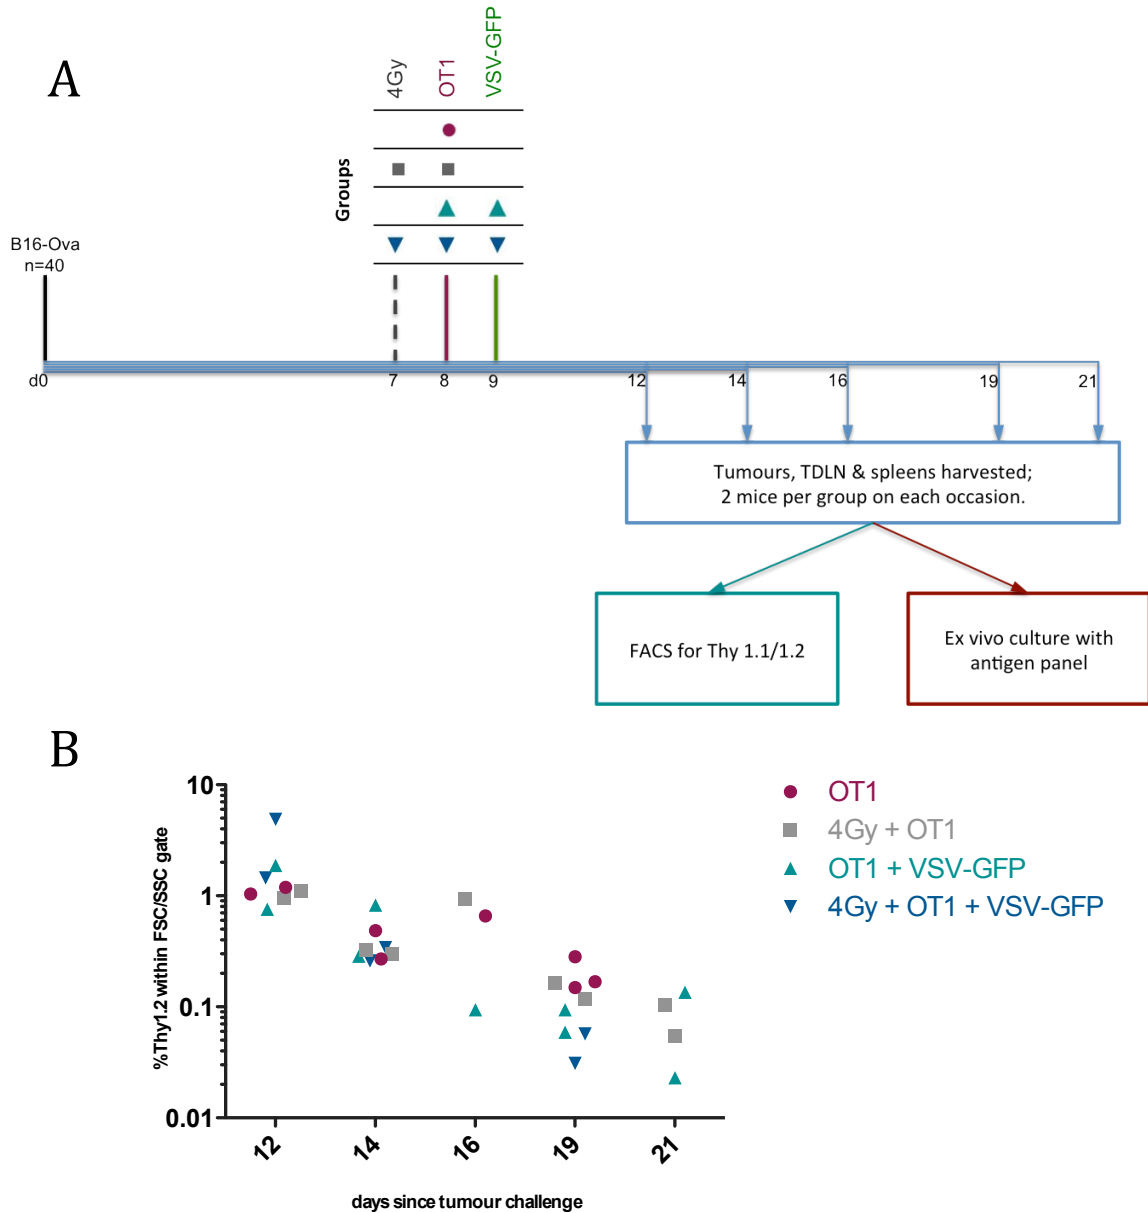 A
4Gy
OT1
VSV-GFP
Groups
B16-Ova
n=40
d0
7
8
9
12
14
16
19
21
Tumours, TDLN & spleens harvested;
2 mice per group on each occasion.
FACS for Thy 1.1/1.2
Ex vivo culture with
antigen panel
B
%Thy1.2 within FSC/SSC gate
10
1
0.1
0.01
12
14
16
19
21
days since tumour challenge
OT1
4Gy + OT1
OT1 + VSV-GFP
4Gy + OT1 + VSV-GFP